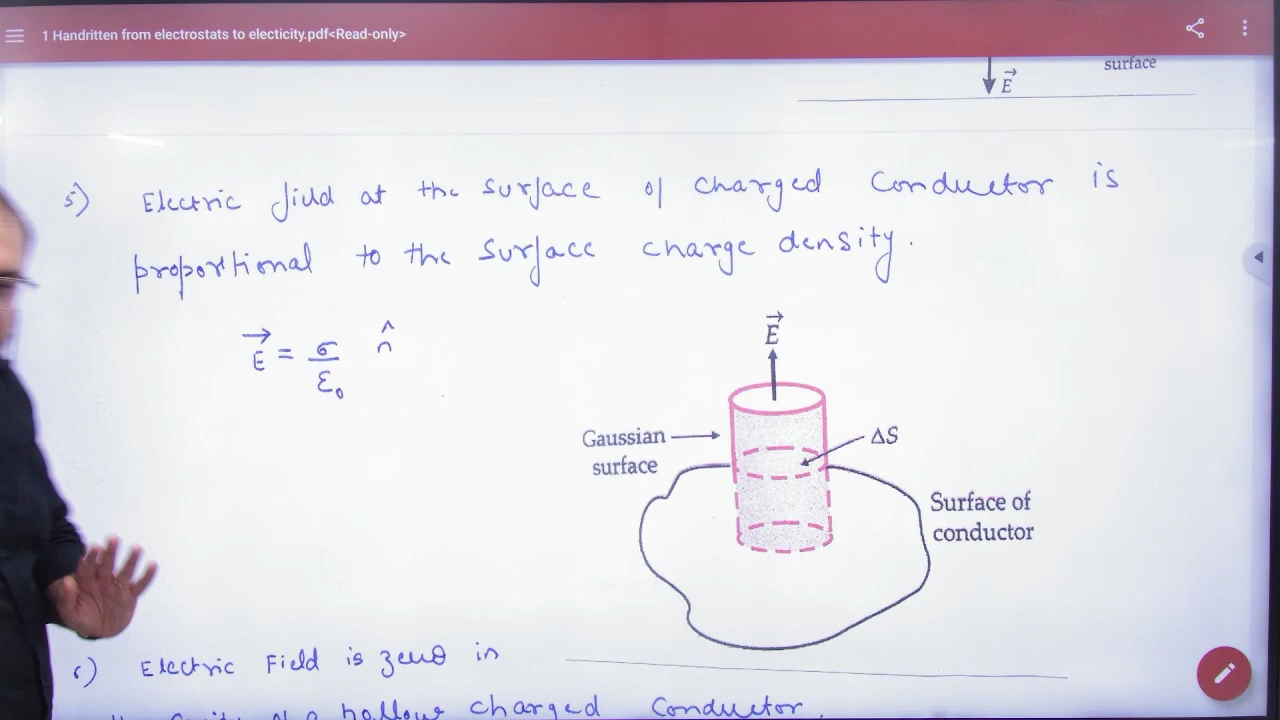 1 Handritten from electrostats to electicity.pdf<Read-only>
surface
E
5) Electric field at the surface of charged Conductor is
proportional to the surface charge density.
E = σ/ε₀ n̂
E
Gaussian
surface
ΔS
Surface of
conductor
6) Electric Field is zero in
a hollow charged Conductor.